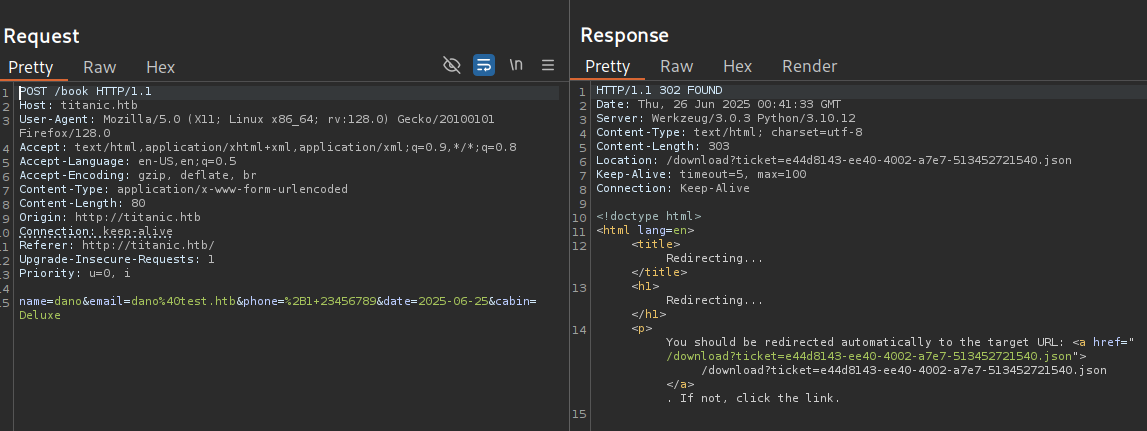 Request
Pretty Raw Hex \n
1 POST /book HTTP/1.1
2 Host: titanic.htb
3 User-Agent: Mozilla/5.0 (X11; Linux x86_64; rv:128.0) Gecko/20100101
Firefox/128.0
4 Accept: text/html,application/xhtml+xml,application/xml;q=0.9,*/*;q=0.8
5 Accept-Language: en-US,en;q=0.5
6 Accept-Encoding: gzip, deflate, br
7 Content-Type: application/x-www-form-urlencoded
8 Content-Length: 80
9 Origin: http://titanic.htb
10 Connection: keep-alive
11 Referer: http://titanic.htb/
12 Upgrade-Insecure-Requests: 1
13 Priority: u=0, i
14
15 name=dano&email=dano%40test.htb&phone=%2B1+23456789&date=2025-06-25&cabin=
Deluxe
Response
Pretty Raw Hex Render
1 HTTP/1.1 302 FOUND
2 Date: Thu, 26 Jun 2025 00:41:33 GMT
3 Server: Werkzeug/3.0.3 Python/3.10.12
4 Content-Type: text/html; charset=utf-8
5 Content-Length: 303
6 Location: /download?ticket=e44d8143-ee40-4002-a7e7-513452721540.json
7 Keep-Alive: timeout=5, max=100
8 Connection: Keep-Alive
9
10 <!doctype html>
11 <html lang=en>
12 <title>
Redirecting...
</title>
13 <h1>
Redirecting...
</h1>
14 <p>
You should be redirected automatically to the target URL: <a href="
/download?ticket=e44d8143-ee40-4002-a7e7-513452721540.json">
/download?ticket=e44d8143-ee40-4002-a7e7-513452721540.json
</a>
. If not, click the link.
15